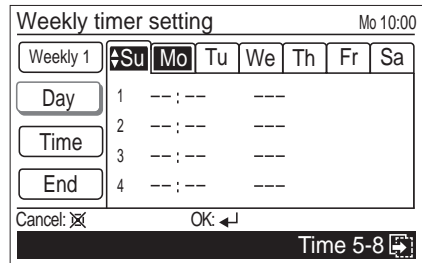 Weekly timer setting Mo 10:00
Weekly 1 Su Mo Tu We Th Fr Sa
Day 1 --:-- ---
2 --:-- ---
Time
3 --:-- ---
End 4 --:-- ---
Cancel: OK:
Time 5-8